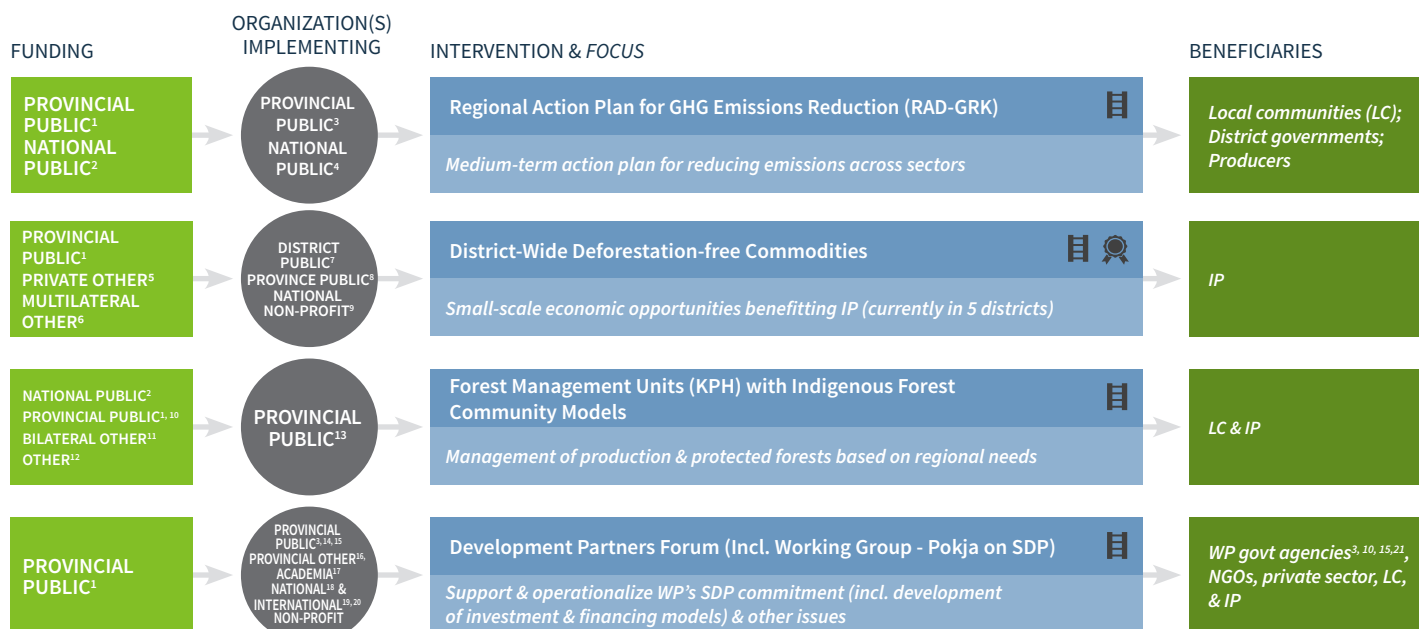 FUNDING
ORGANIZATION(S)
IMPLEMENTING
INTERVENTION & FOCUS
BENEFICIARIES
PROVINCIAL
PUBLIC¹
NATIONAL
PUBLIC²
PROVINCIAL
PUBLIC³
NATIONAL
PUBLIC⁴
Regional Action Plan for GHG Emissions Reduction (RAD-GRK)
Medium-term action plan for reducing emissions across sectors
Local communities (LC);
District governments;
Producers
PROVINCIAL
PUBLIC¹
PRIVATE OTHER⁵
MULTILATERAL
OTHER⁶
DISTRICT
PUBLIC⁷
PROVINCE PUBLIC⁸
NATIONAL
NON-PROFIT⁹
District-Wide Deforestation-free Commodities
Small-scale economic opportunities benefitting IP (currently in 5 districts)
IP
NATIONAL PUBLIC²
PROVINCIAL PUBLIC¹, ¹⁰
BILATERAL OTHER¹¹
OTHER¹²
PROVINCIAL
PUBLIC¹³
Forest Management Units (KPH) with Indigenous Forest
Community Models
Management of production & protected forests based on regional needs
LC & IP
PROVINCIAL
PUBLIC¹
PROVINCIAL
PUBLIC³, ¹⁴, ¹⁵
PROVINCIAL OTHER¹⁶,
ACADEMIA¹⁷
NATIONAL¹⁸ &
INTERNATIONAL¹⁹, ²⁰
NON-PROFIT
Development Partners Forum (Incl. Working Group - Pokja on SDP)
Support & operationalize WP's SDP commitment (incl. development
of investment & financing models) & other issues
WP govt agencies³, ¹⁰, ¹⁵,²¹,
NGOs, private sector, LC,
& IP